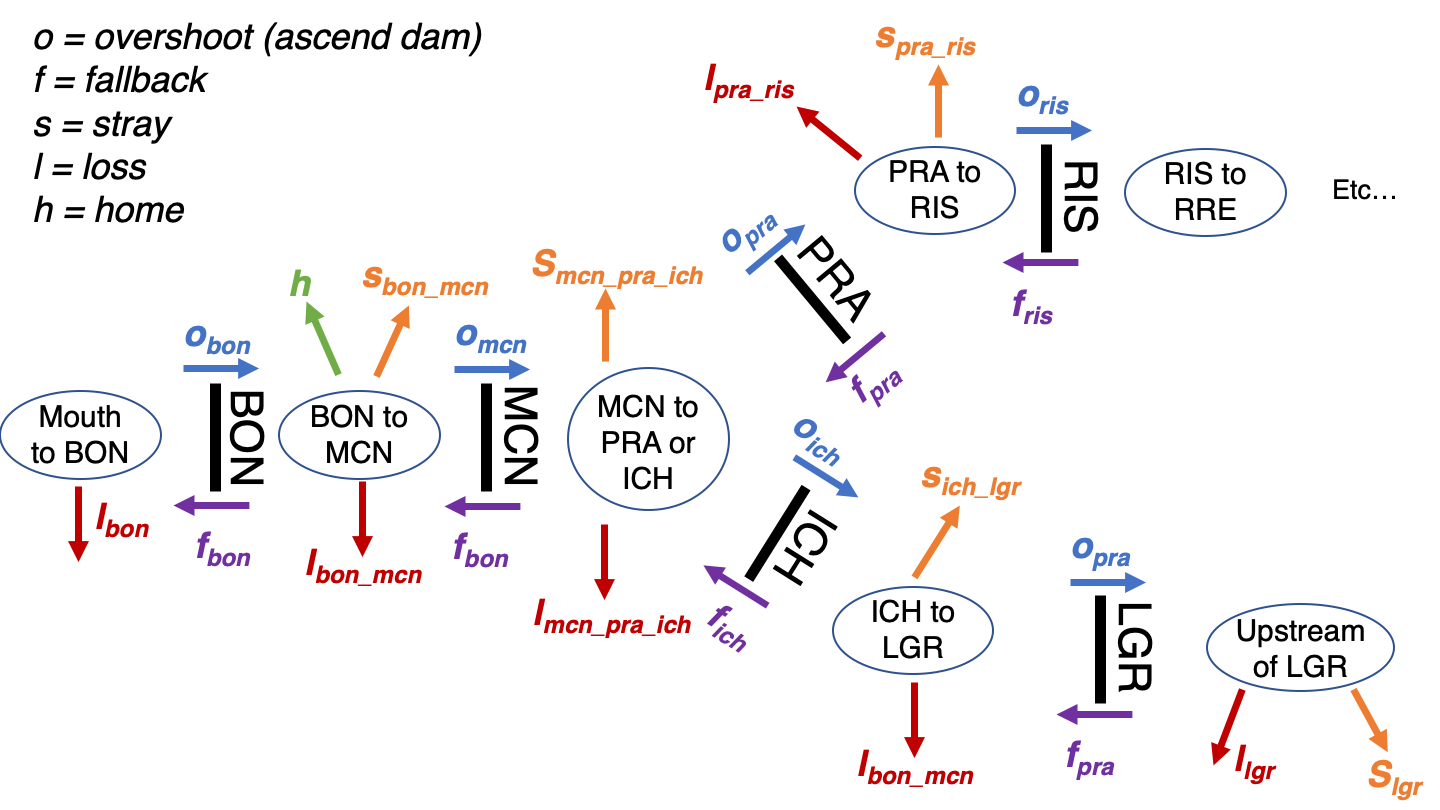 o = overshoot (ascend dam)
f = fallback
s = stray
l = loss
h = home
s_pra_ris
l_pra_ris
o_ris
PRA to
RIS
RIS
RIS to
RRE
Etc…
f_ris
o_pra
PRA
f_pra
h
s_bon_mcn
S_mcn_pra_ich
o_bon
o_mcn
Mouth
to BON
BON
BON to
MCN
MCN
MCN to
PRA or
ICH
l_bon
f_bon
l_bon_mcn
f_bon
l_mcn_pra_ich
o_ich
ICH
f_ich
s_ich_lgr
ICH to
LGR
l_bon_mcn
o_pra
LGR
f_pra
Upstream
of LGR
l_lgr
S_lgr